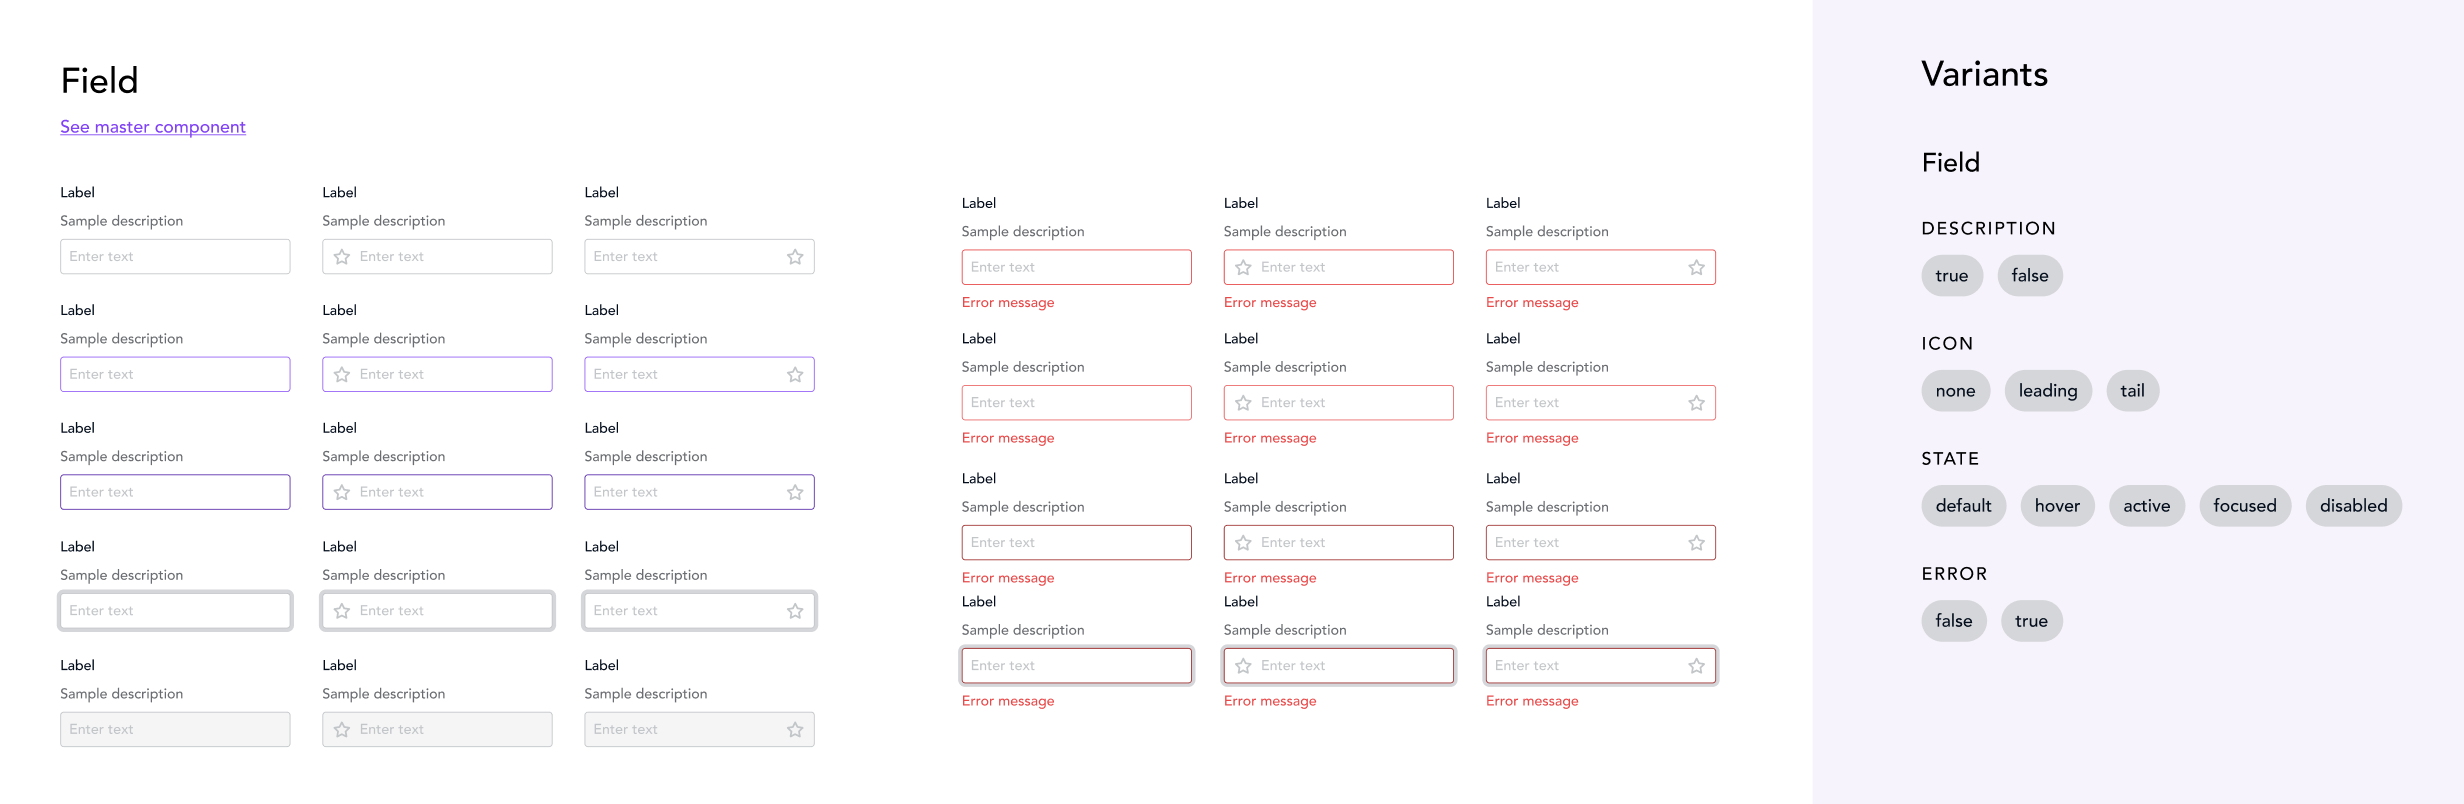 Field
See master component
Label Label Label
Sample description Sample description Sample description
Enter text Enter text Enter text
Label Label Label
Sample description Sample description Sample description
Enter text Enter text Enter text
Label Label Label
Sample description Sample description Sample description
Enter text Enter text Enter text
Label Label Label
Sample description Sample description Sample description
Enter text Enter text Enter text
Label Label Label
Sample description Sample description Sample description
Enter text Enter text Enter text
Label Label Label
Sample description Sample description Sample description
Enter text Enter text Enter text
Error message Error message Error message
Label Label Label
Sample description Sample description Sample description
Enter text Enter text Enter text
Error message Error message Error message
Label Label Label
Sample description Sample description Sample description
Enter text Enter text Enter text
Error message Error message Error message
Label Label Label
Sample description Sample description Sample description
Enter text Enter text Enter text
Error message Error message Error message
Variants
Field
DESCRIPTION
true false
ICON
none leading tail
STATE
default hover active focused disabled
ERROR
false true